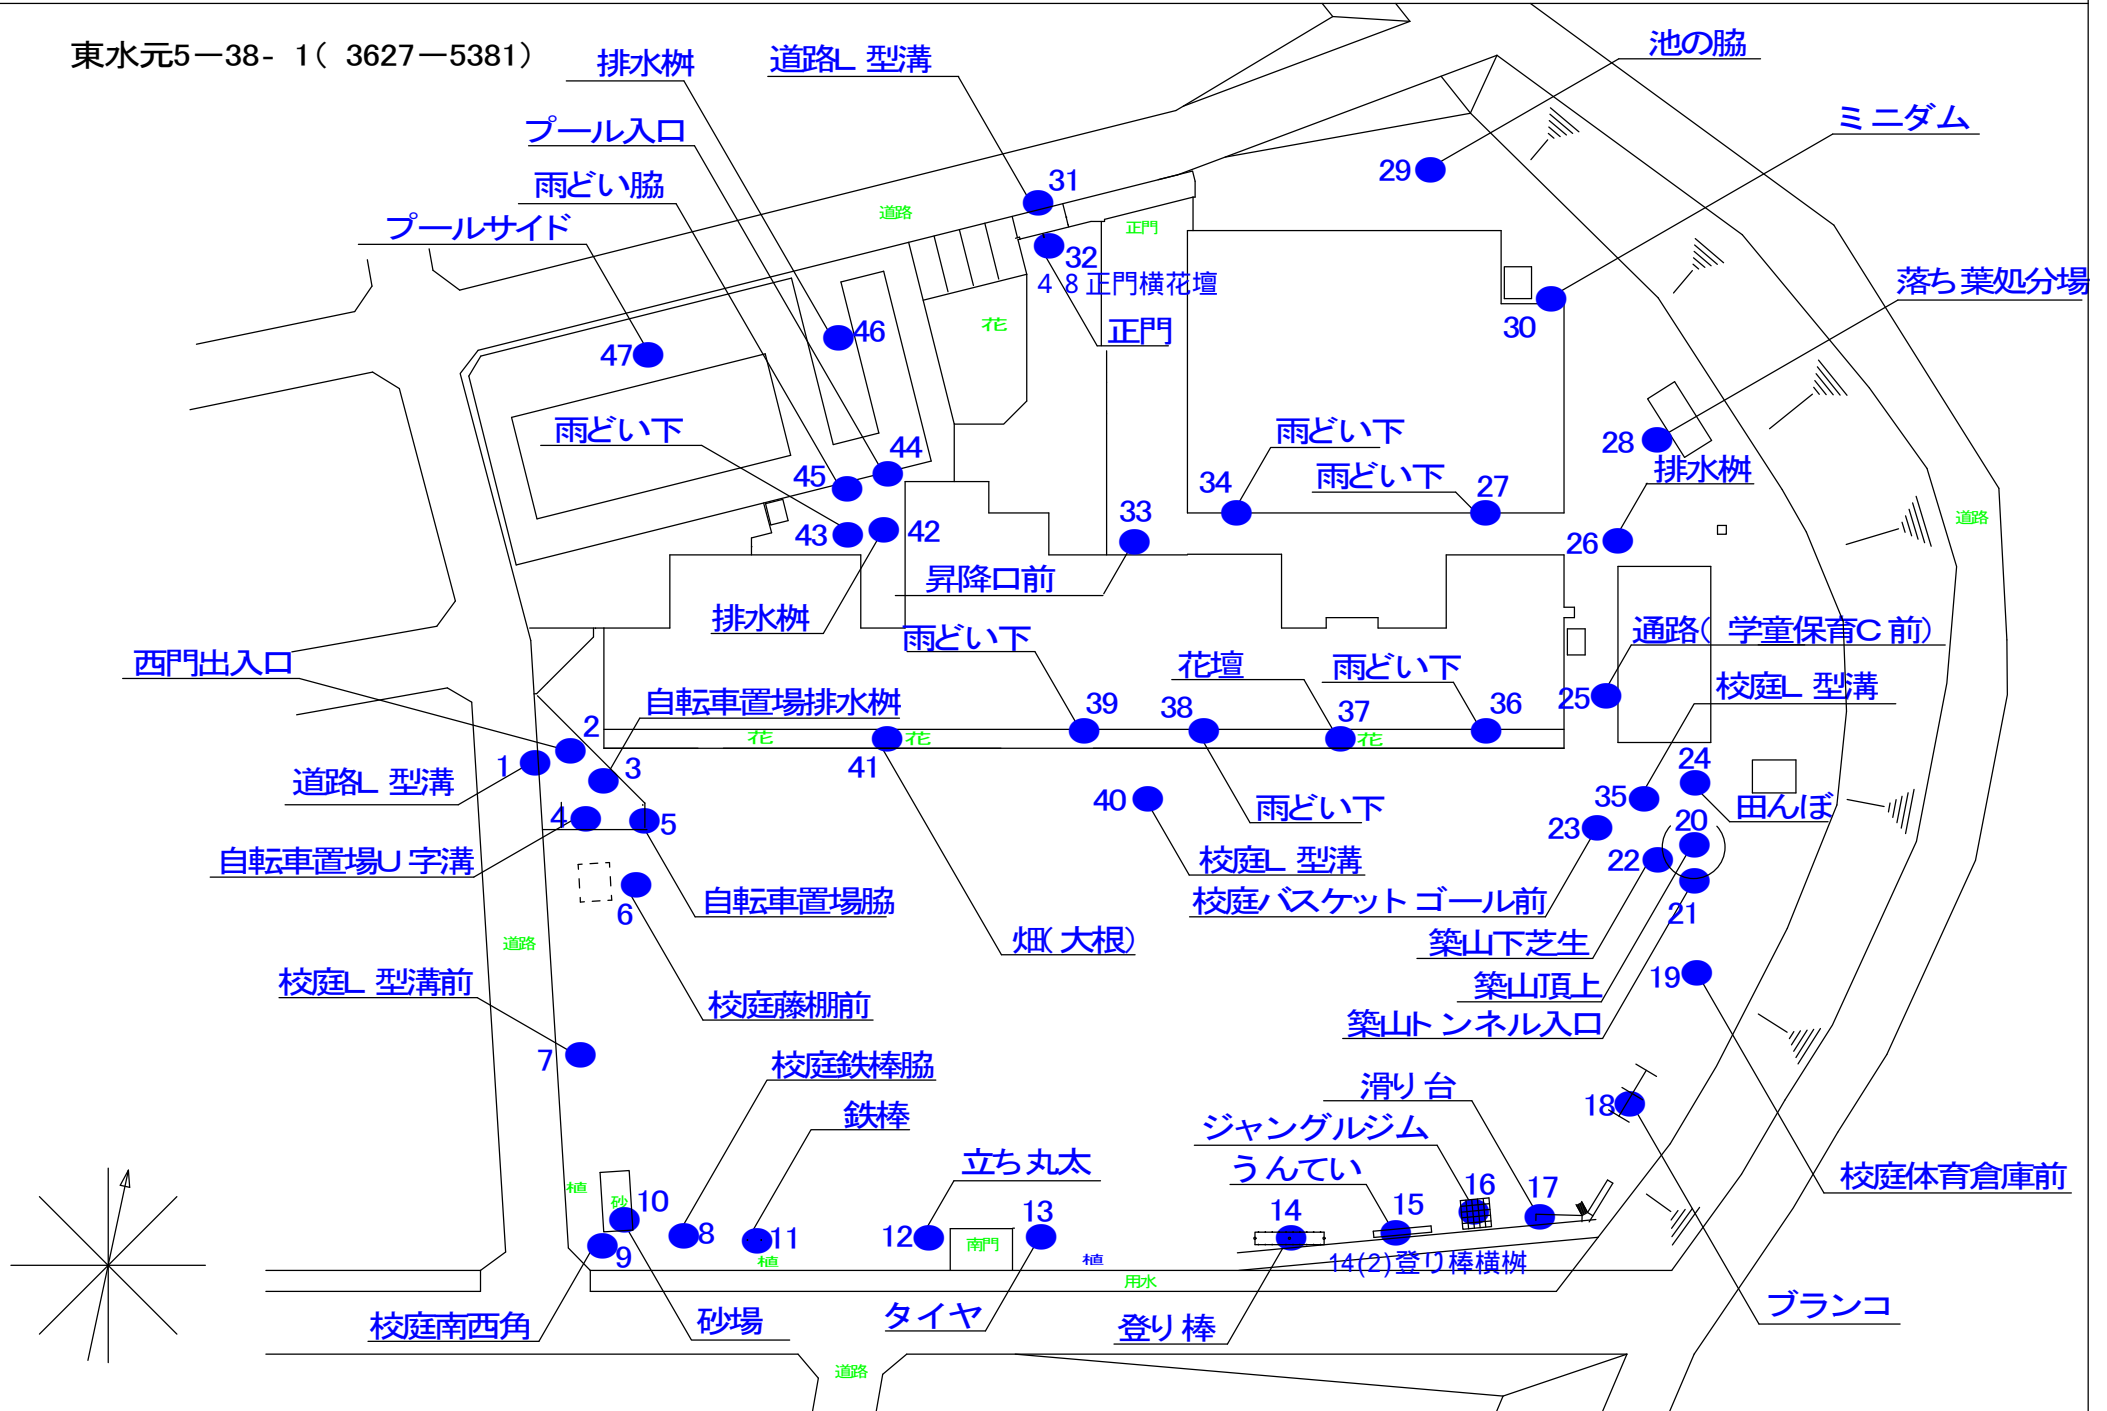 東水元5－38-1(3627－5381)
排水桝
道路L型溝
池の脇
プール入口
ミニダム
雨どい脇
プールサイド
29
31
道路
正門
32
48正門横花壇
落ち葉処分場
花
正門
30
46
47
雨どい下
雨どい下
28
44
45
排水桝
雨どい下
34
27
33
道路
43
42
26
昇降口前
排水桝
雨どい下
通路(学童保育C前)
西門出入口
花壇
雨どい下
校庭L型溝
25
自転車置場排水桝
39
38
37
36
2
花
花
花
1
3
41
24
道路L型溝
40
35
田んぼ
雨どい下
4
5
23
20
自転車置場U字溝
校庭L型溝
22
6
自転車置場脇
校庭バスケットゴール前
21
道路
畑(大根)
築山下芝生
19
校庭L型溝前
校庭藤棚前
築山頂上
築山トンネル入口
7
校庭鉄棒脇
滑り台
18
鉄棒
ジャングルジム
立ち丸太
うんてい
校庭体育倉庫前
植
砂
10
16
17
8
11
12
13
14
15
9
南門
植
植
14(2)登り棒横桝
用水
校庭南西角
砂場
タイヤ
登り棒
ブランコ
道路